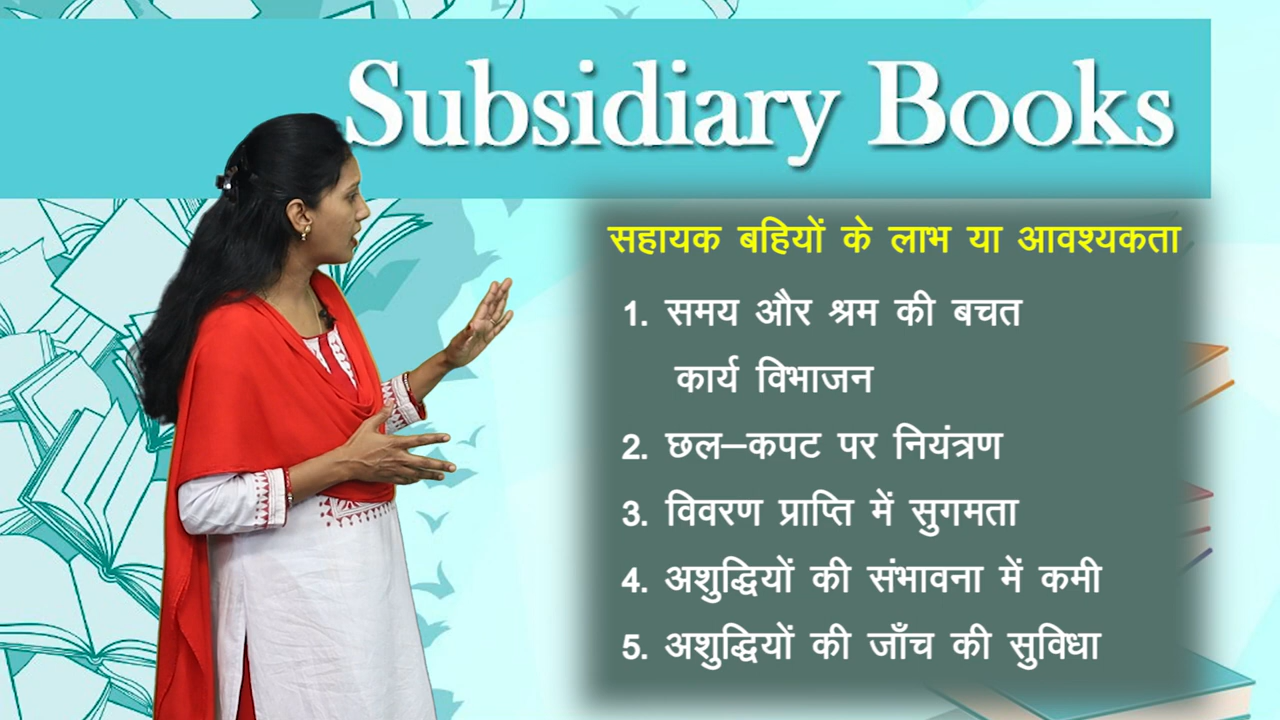 Subsidiary Books
सहायक बहियों के लाभ या आवश्यकता
1. समय और श्रम की बचत
कार्य विभाजन
2. छल–कपट पर नियंत्रण
3. विवरण प्राप्ति में सुगमता
4. अशुद्धियों की संभावना में कमी
5. अशुद्धियों की जाँच की सुविधा